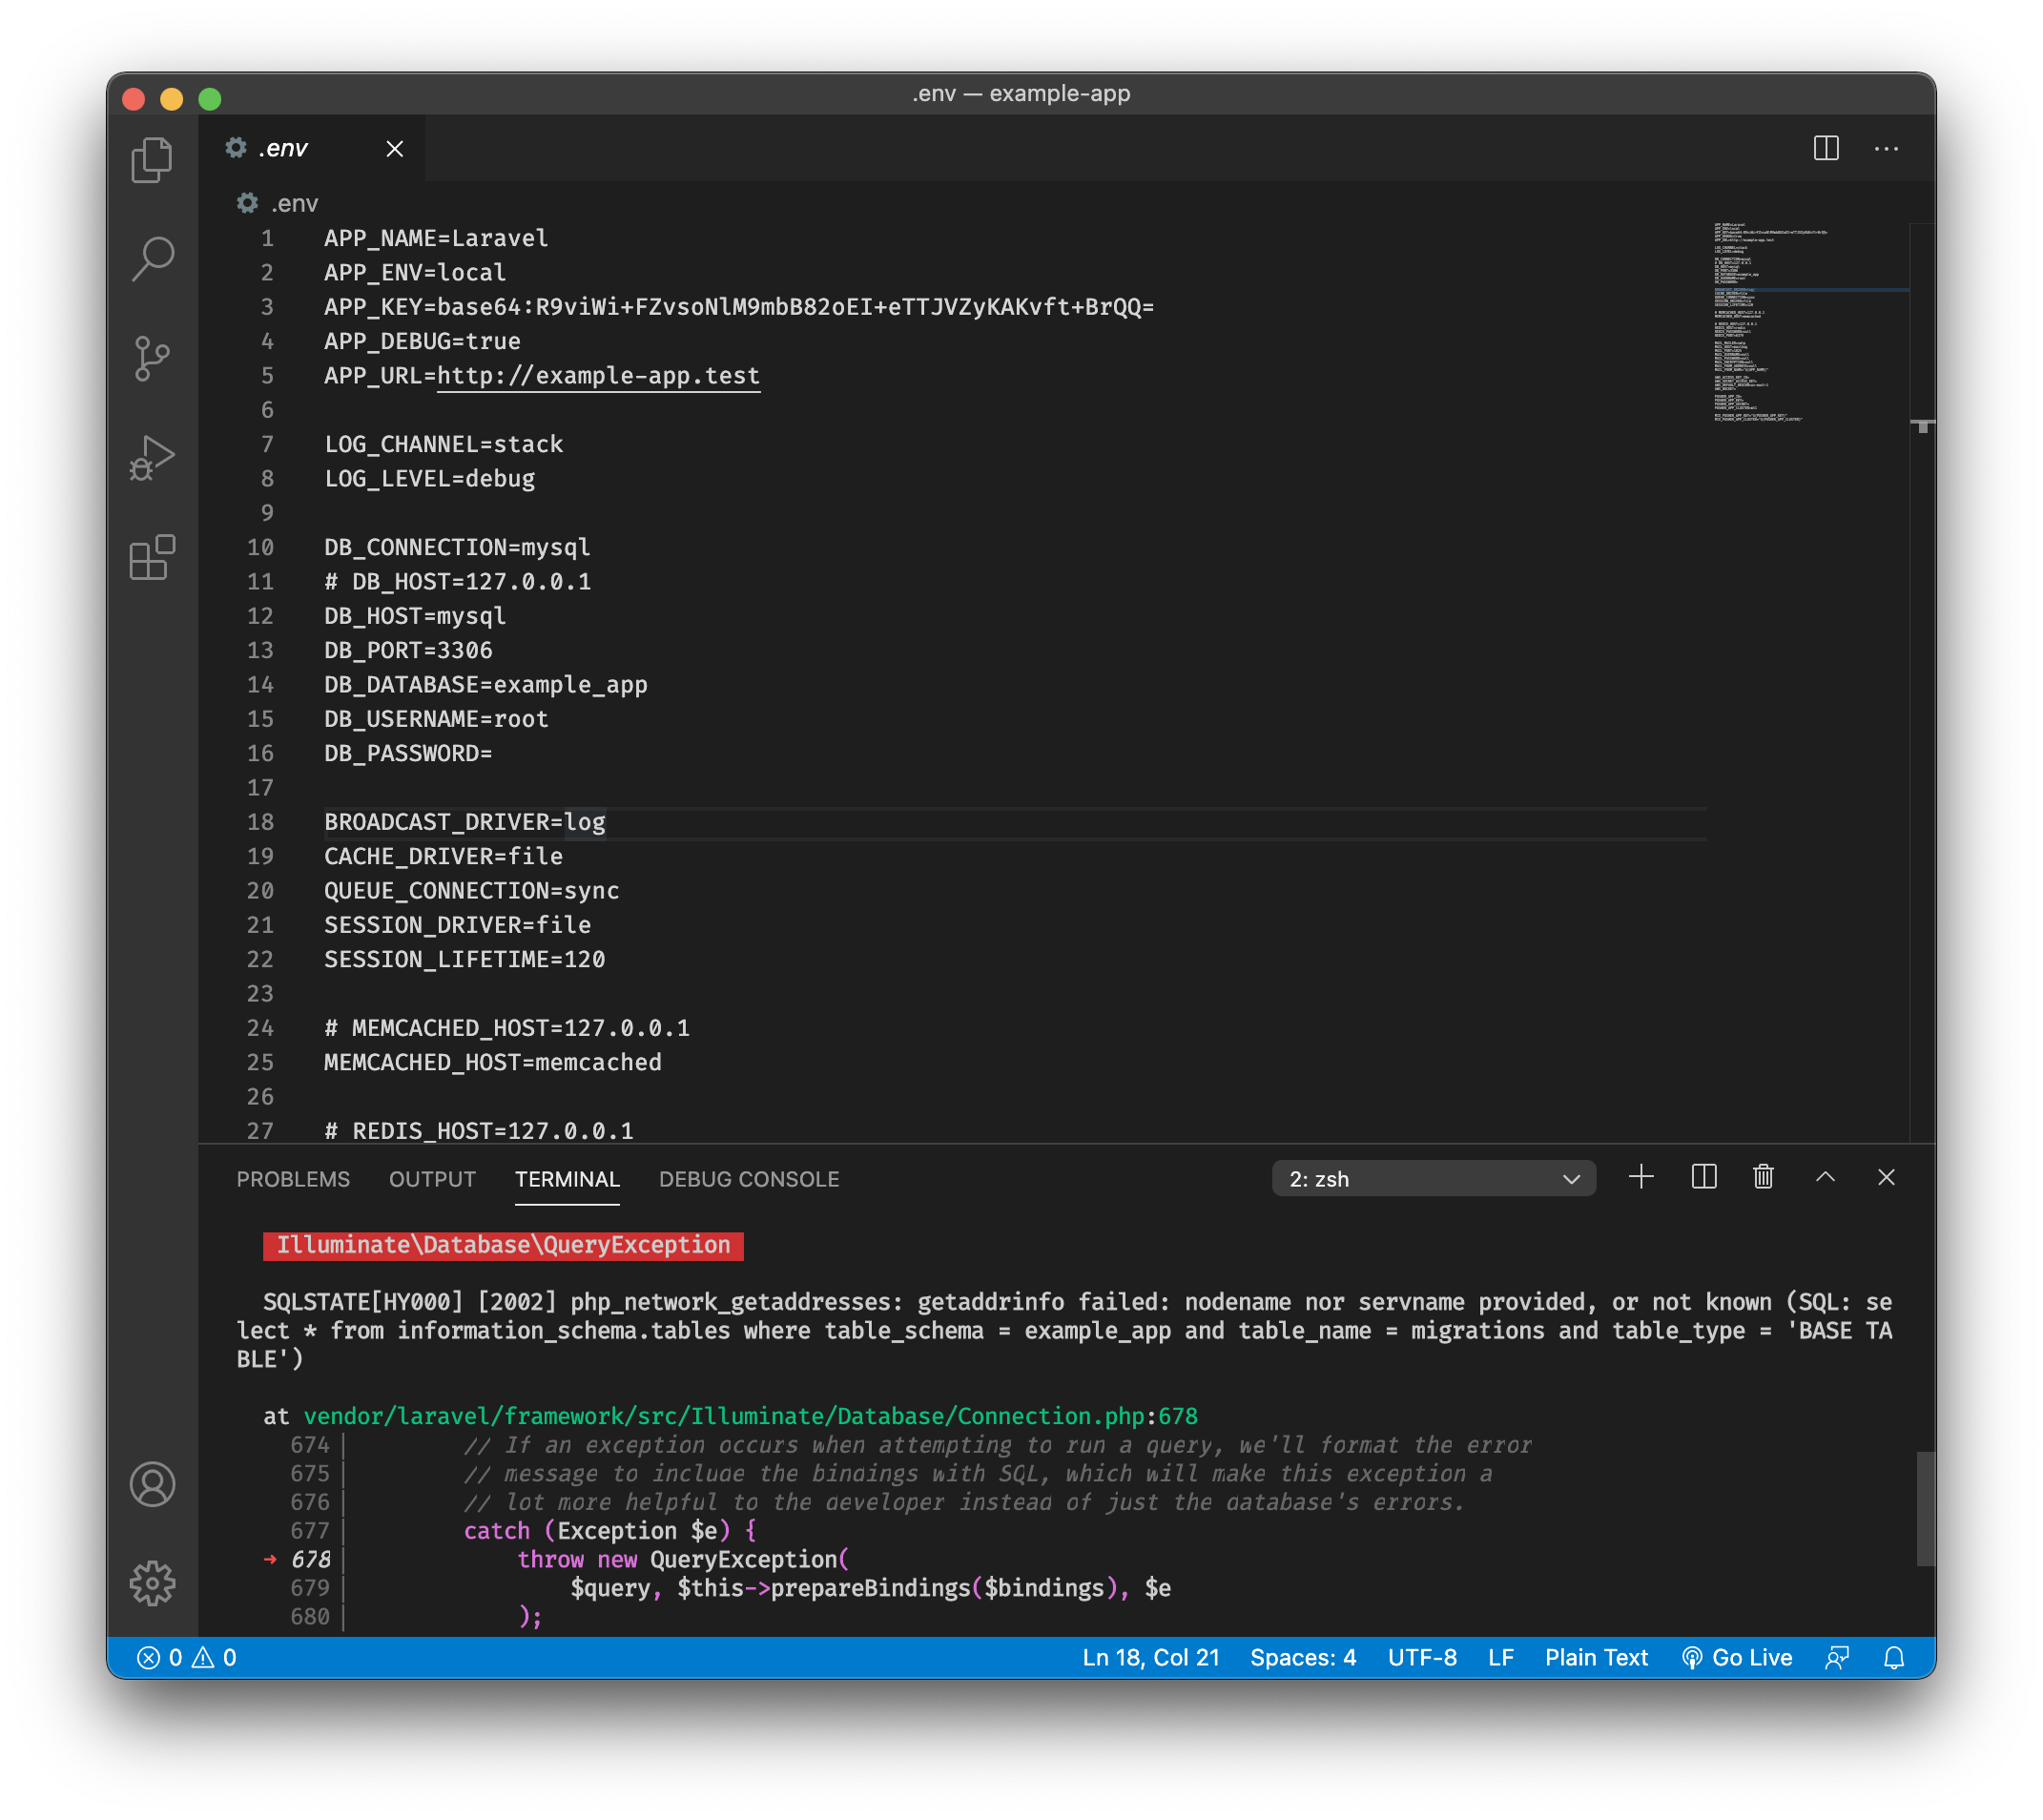 .env — example-app
.env
.env
1 APP_NAME=Laravel
2 APP_ENV=local
3 APP_KEY=base64:R9viWi+FZvsoNlM9mbB82oEI+eTTJVZyKAKvft+BrQQ=
4 APP_DEBUG=true
5 APP_URL=http://example-app.test
6
7 LOG_CHANNEL=stack
8 LOG_LEVEL=debug
9
10 DB_CONNECTION=mysql
11 # DB_HOST=127.0.0.1
12 DB_HOST=mysql
13 DB_PORT=3306
14 DB_DATABASE=example_app
15 DB_USERNAME=root
16 DB_PASSWORD=
17
18 BROADCAST_DRIVER=log
19 CACHE_DRIVER=file
20 QUEUE_CONNECTION=sync
21 SESSION_DRIVER=file
22 SESSION_LIFETIME=120
23
24 # MEMCACHED_HOST=127.0.0.1
25 MEMCACHED_HOST=memcached
26
27 # REDIS_HOST=127.0.0.1
PROBLEMS OUTPUT TERMINAL DEBUG CONSOLE 2: zsh
Illuminate\Database\QueryException
SQLSTATE[HY000] [2002] php_network_getaddresses: getaddrinfo failed: nodename nor servname provided, or not known (SQL: se
lect * from information_schema.tables where table_schema = example_app and table_name = migrations and table_type = 'BASE TA
BLE')
at vendor/laravel/framework/src/Illuminate/Database/Connection.php:678
674| // If an exception occurs when attempting to run a query, we'll format the error
675| // message to include the bindings with SQL, which will make this exception a
676| // lot more helpful to the developer instead of just the database's errors.
677| catch (Exception $e) {
➜ 678| throw new QueryException(
679| $query, $this->prepareBindings($bindings), $e
680| );
0 0 Ln 18, Col 21 Spaces: 4 UTF-8 LF Plain Text Go Live